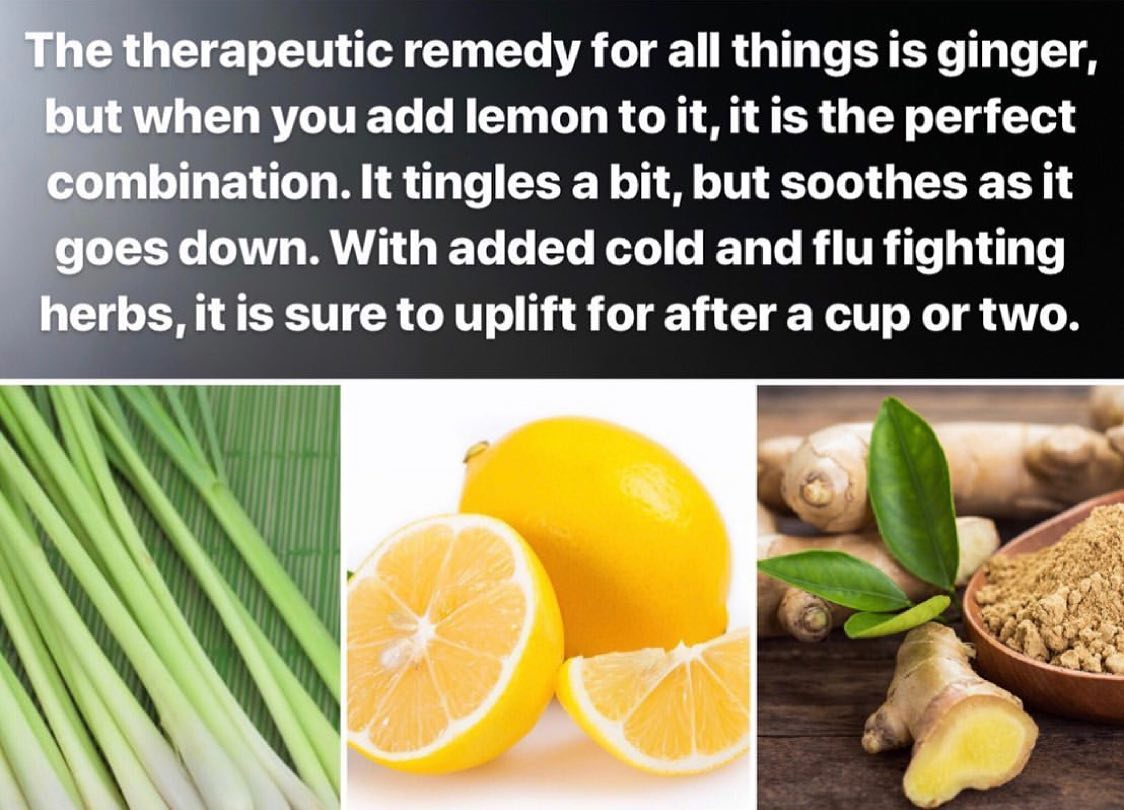 The therapeutic remedy for all things is ginger,
but when you add lemon to it, it is the perfect
combination. It tingles a bit, but soothes as it
goes down. With added cold and flu fighting
herbs, it is sure to uplift for after a cup or two.